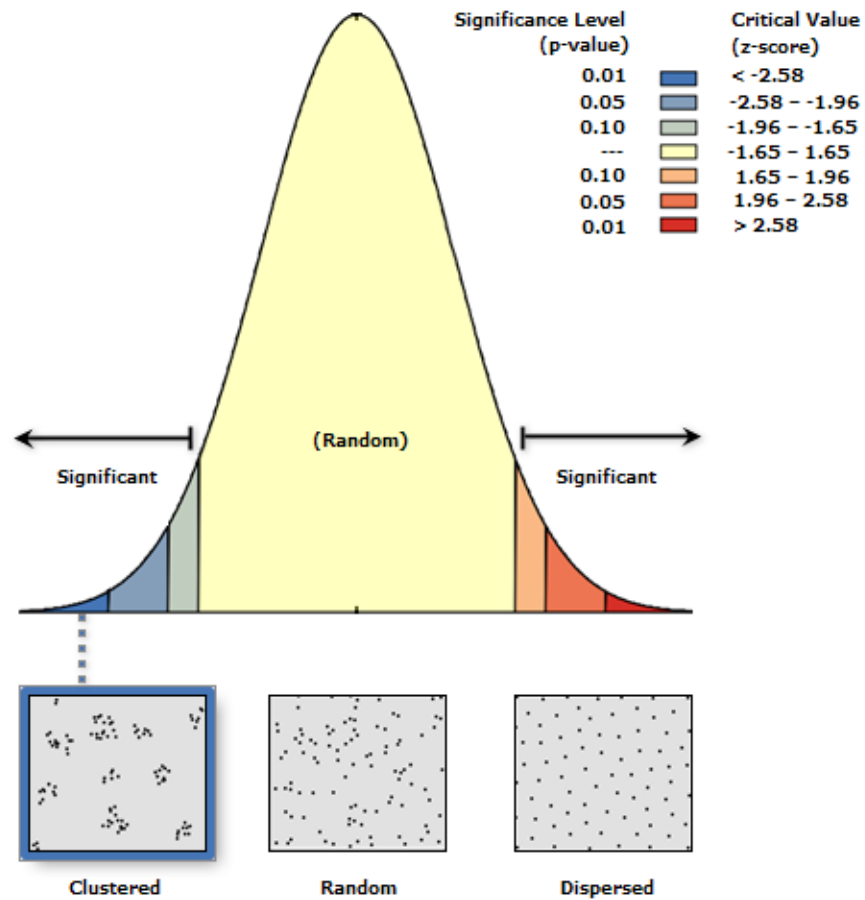 Significance Level
(p-value)
Critical Value
(z-score)
0.01 < -2.58
0.05 -2.58 – -1.96
0.10 -1.96 – -1.65
--- -1.65 – 1.65
0.10 1.65 – 1.96
0.05 1.96 – 2.58
0.01 > 2.58
(Random)
Significant
Significant
Clustered
Random
Dispersed